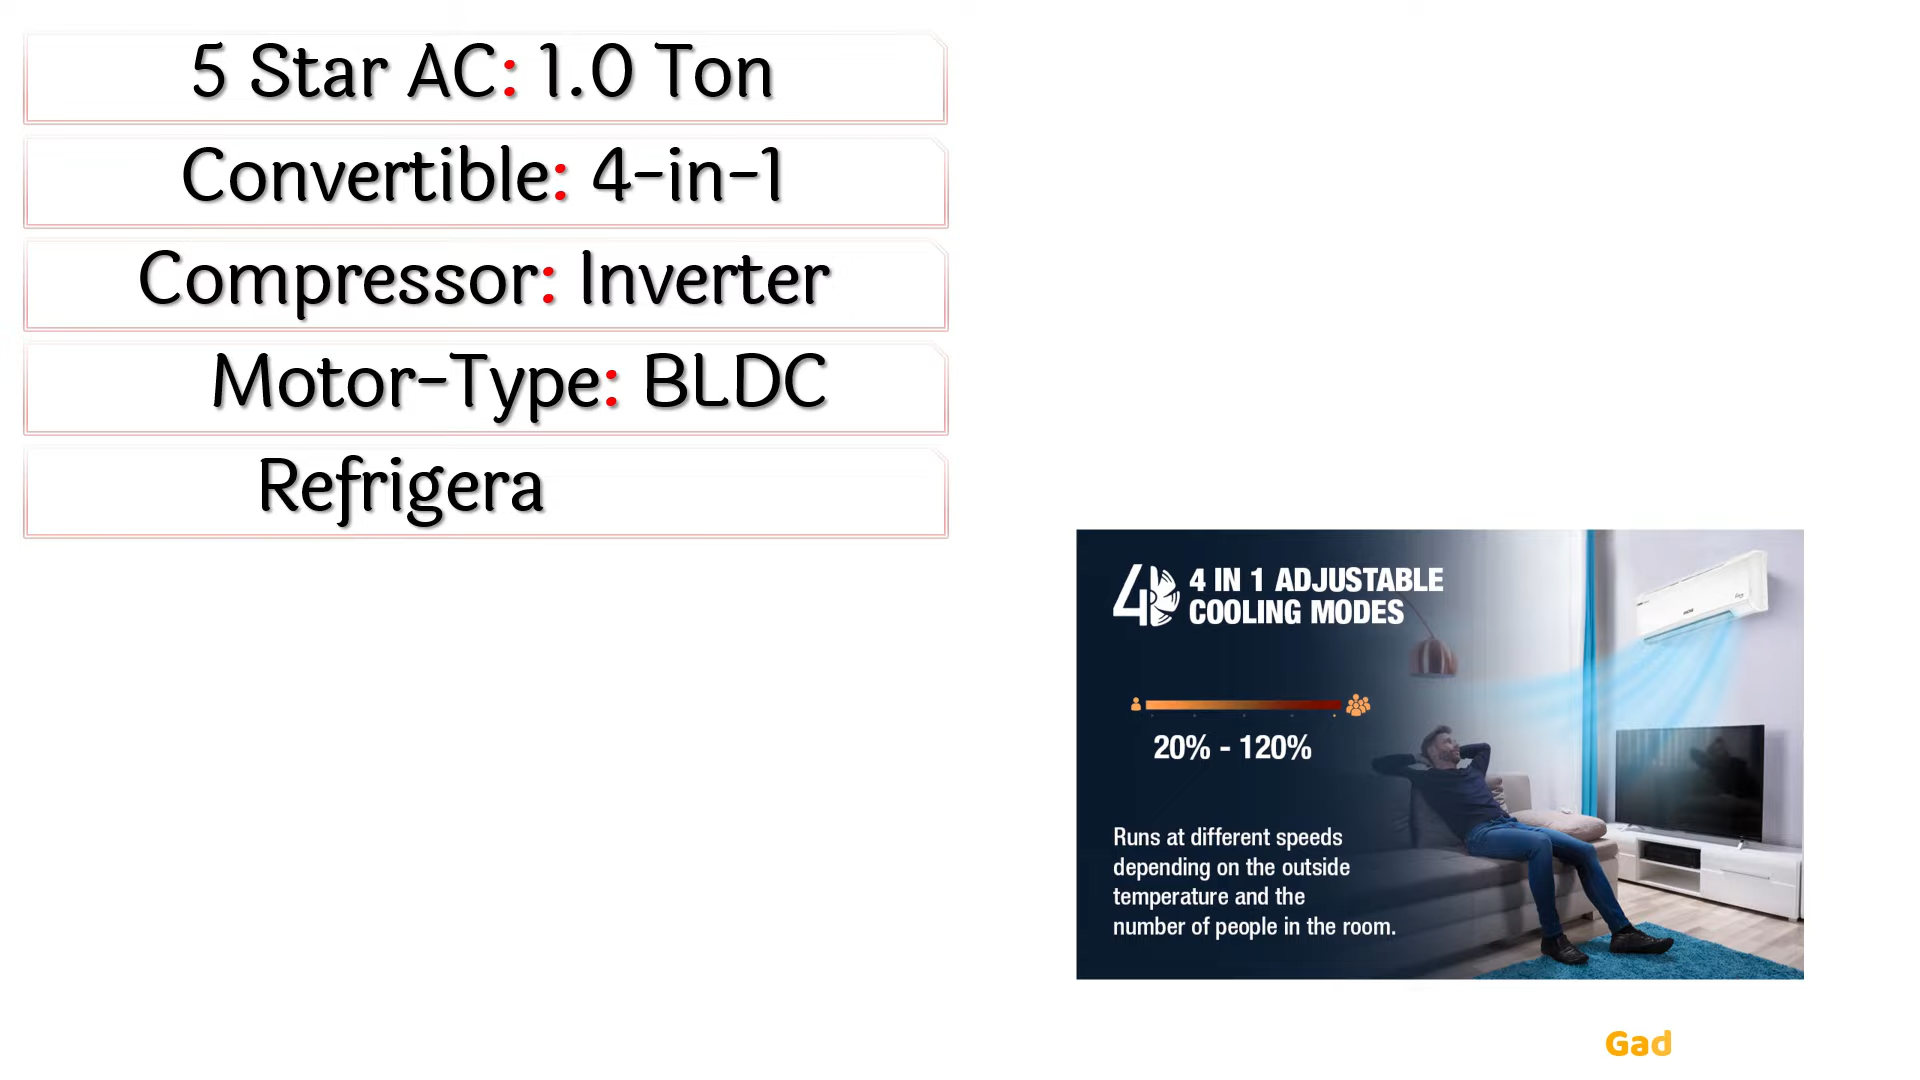 5 Star AC: 1.0 Ton
Convertible: 4-in-1
Compressor: Inverter
Motor-Type: BLDC
Refrigera
4 IN 1 ADJUSTABLE
COOLING MODES
20% - 120%
Runs at different speeds
depending on the outside
temperature and the
number of people in the room.
Gad